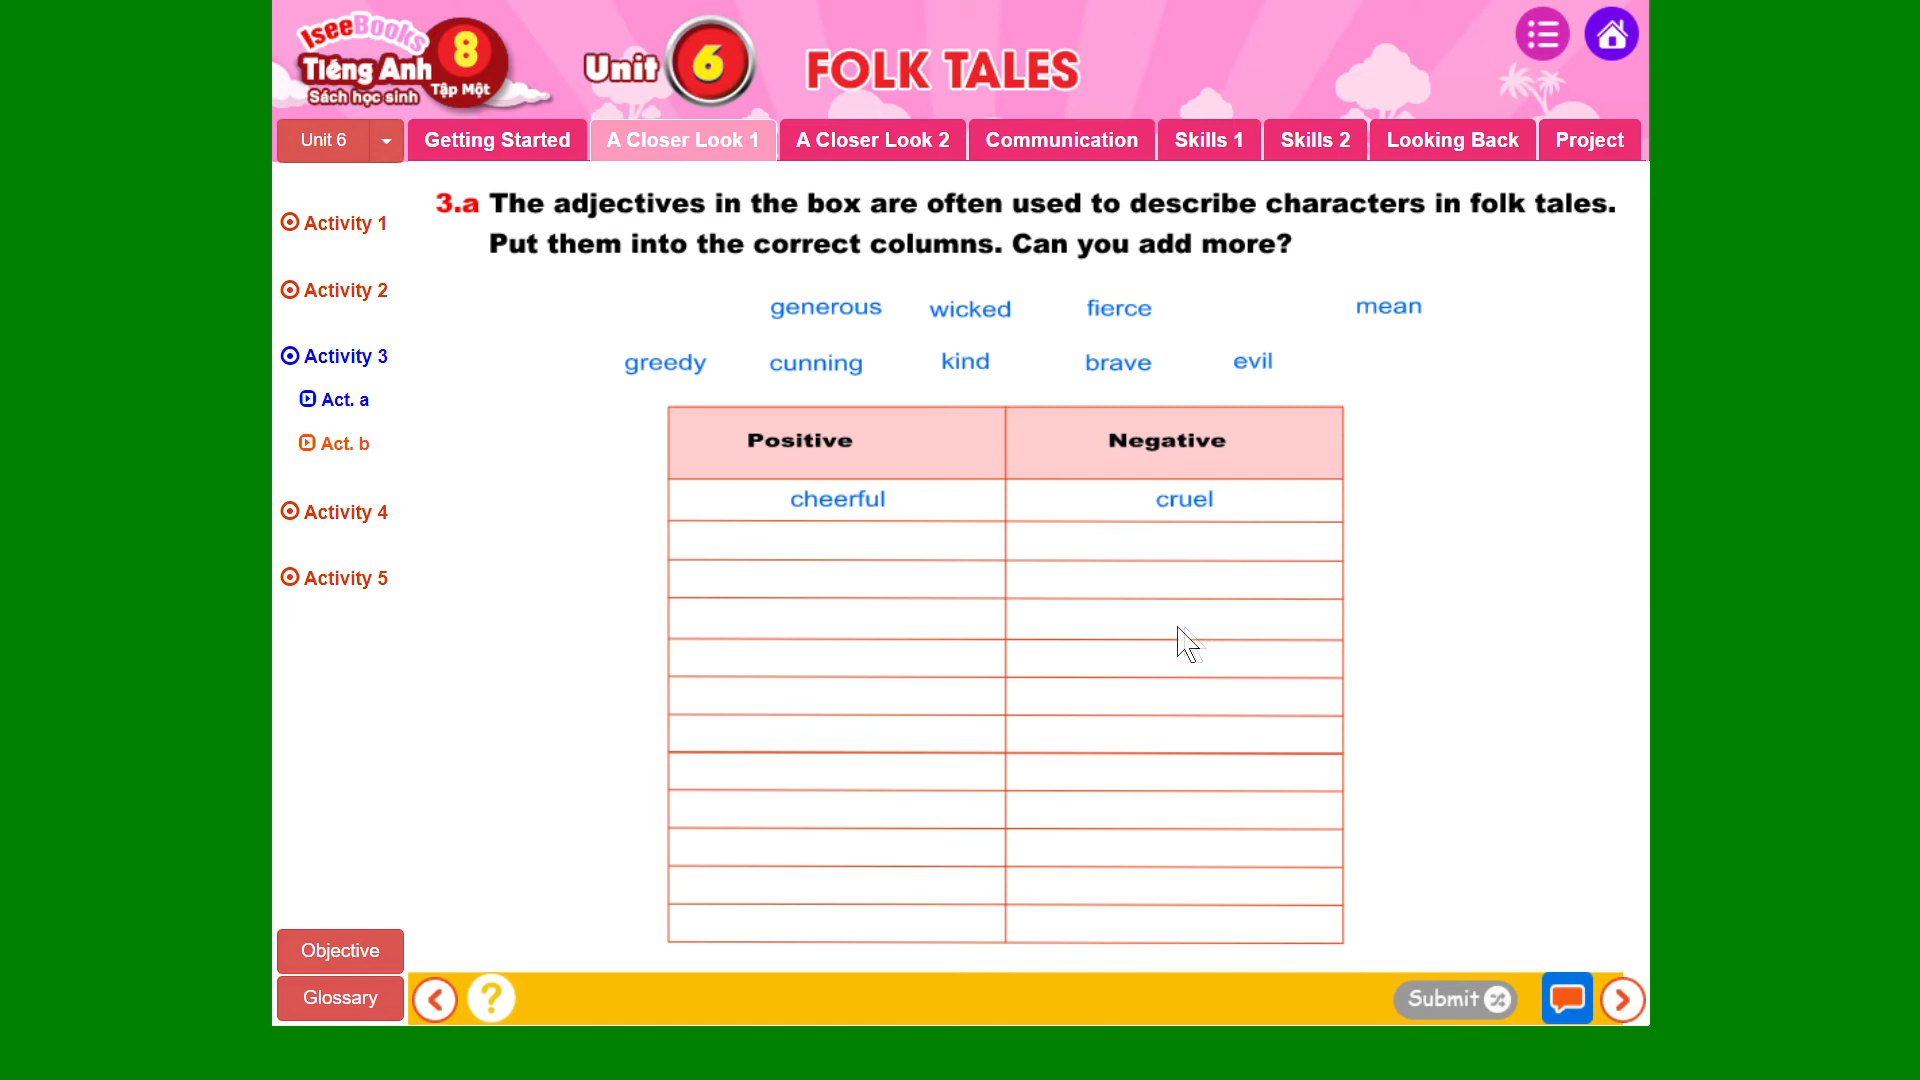 IseeBooks
Tiếng Anh 8
Tập Một
Sách học sinh
Unit 6
FOLK TALES
Unit 6
Getting Started
A Closer Look 1
A Closer Look 2
Communication
Skills 1
Skills 2
Looking Back
Project
Activity 1
Activity 2
Activity 3
Act. a
Act. b
Activity 4
Activity 5
3.a The adjectives in the box are often used to describe characters in folk tales.
Put them into the correct columns. Can you add more?
generous wicked fierce mean
greedy cunning kind brave evil
Positive Negative
cheerful cruel
Objective
Glossary
?
Submit